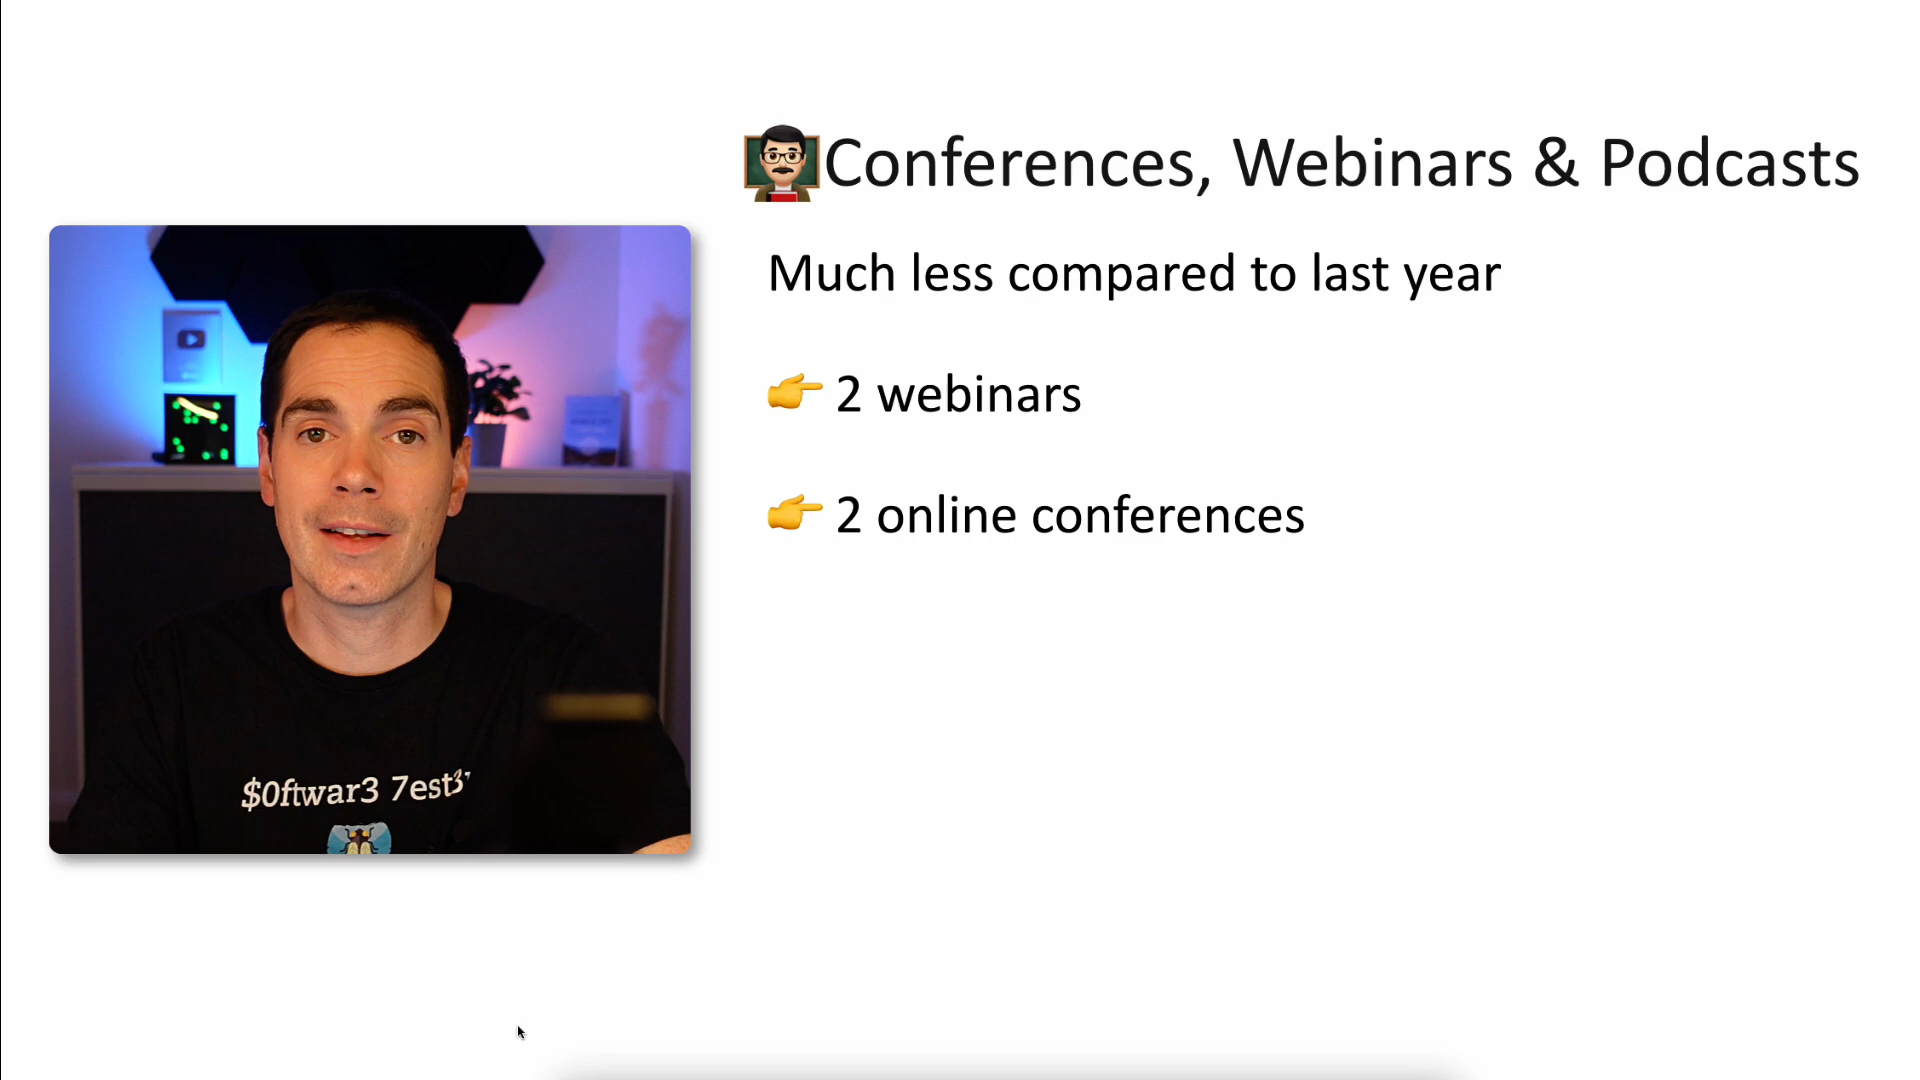 Conferences, Webinars & Podcasts
Much less compared to last year
2 webinars
2 online conferences
$0ftwar3 7est3